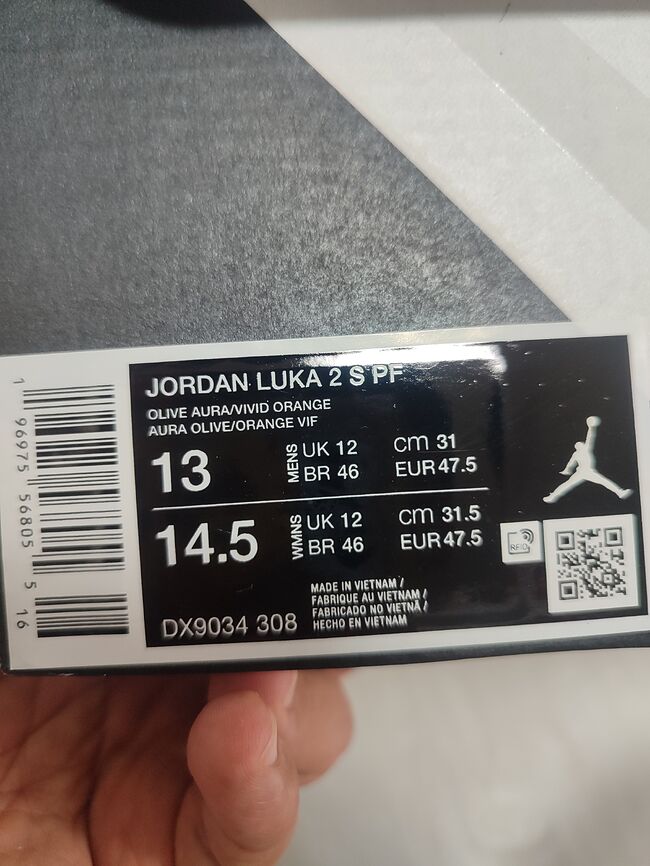 JORDAN LUKA 2 S PF
OLIVE AURA/VIVID ORANGE
AURA OLIVE/ORANGE VIF
13 MENS UK 12 CM 31
BR 46 EUR 47.5
14.5 WMNS UK 12 CM 31.5
BR 46 EUR 47.5
RFID
MADE IN VIETNAM /
FABRIQUE AU VIETNAM /
FABRICADO NO VIETNÃ /
HECHO EN VIETNAM
DX9034 308
1 96975 56805 5 16